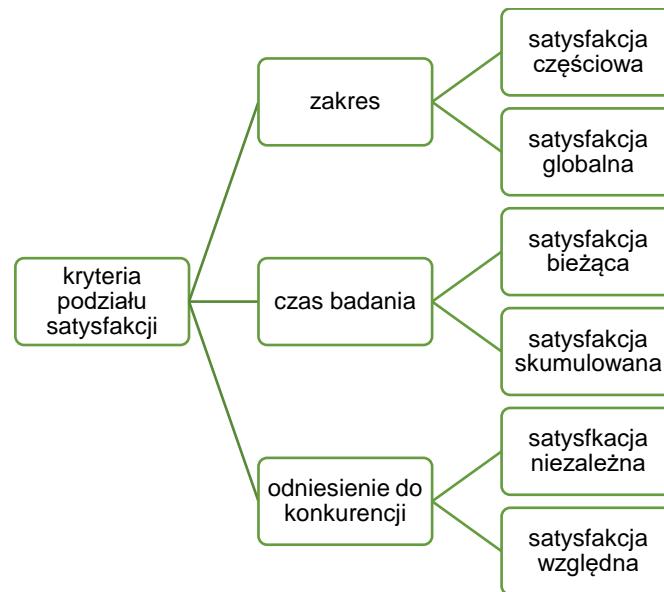 satysfakcja
częściowa
zakres
satysfakcja
globalna
kryteria
podziału
satysfakcji
czas badania
satysfakcja
bieżąca
satysfakcja
skumulowana
odniesienie do
konkurencji
satysfkacja
niezależna
satysfakcja
względna